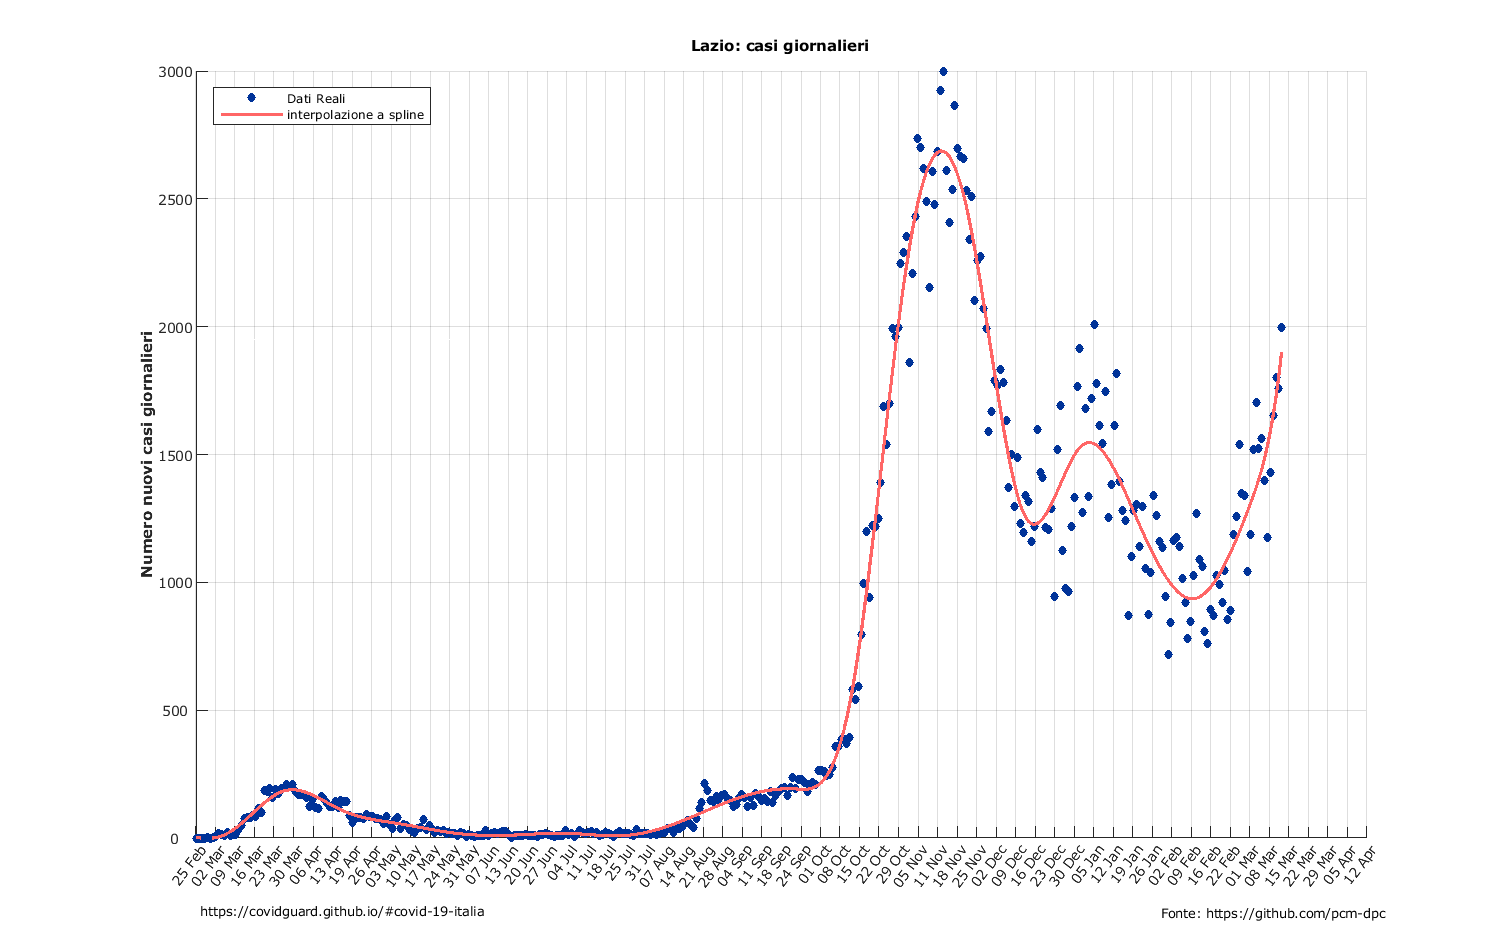 Lazio: casi giornalieri
Dati Reali
interpolazione a spline
Numero nuovi casi giornalieri
3000
2500
2000
1500
1000
500
0
25 Feb
02 Mar
09 Mar
16 Mar
23 Mar
30 Mar
06 Apr
13 Apr
19 Apr
26 Apr
03 May
10 May
17 May
24 May
31 May
07 Jun
13 Jun
20 Jun
27 Jun
04 Jul
11 Jul
18 Jul
25 Jul
31 Jul
07 Aug
14 Aug
21 Aug
28 Aug
04 Sep
11 Sep
18 Sep
24 Sep
01 Oct
08 Oct
15 Oct
22 Oct
29 Oct
05 Nov
11 Nov
18 Nov
25 Nov
02 Dec
09 Dec
16 Dec
23 Dec
30 Dec
05 Jan
12 Jan
19 Jan
26 Jan
02 Feb
09 Feb
16 Feb
22 Feb
01 Mar
08 Mar
15 Mar
22 Mar
29 Mar
05 Apr
12 Apr
https://covidguard.github.io/#covid-19-italia
Fonte: https://github.com/pcm-dpc